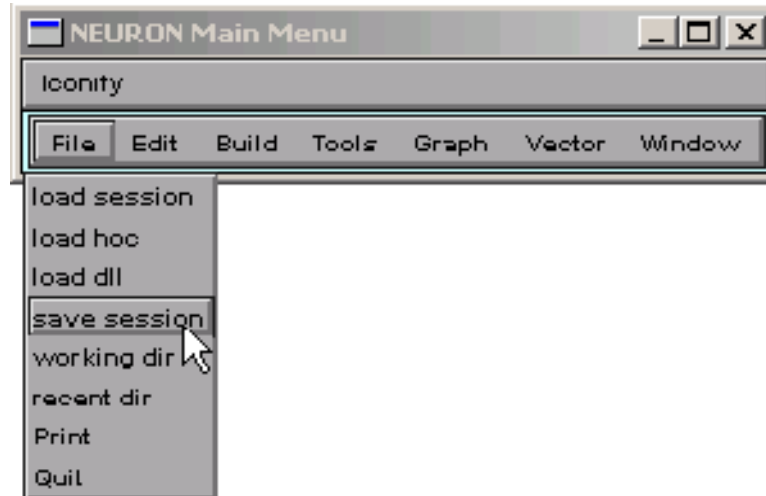 NEURON Main Menu
Iconify
File Edit Build Tools Graph Vector Window
load session
load hoc
load dll
save session
working dir
recent dir
Print
Quit